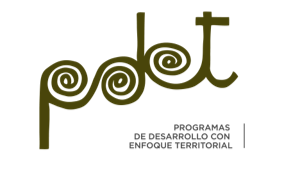 pdet
PROGRAMAS
DE DESARROLLO CON
ENFOQUE TERRITORIAL